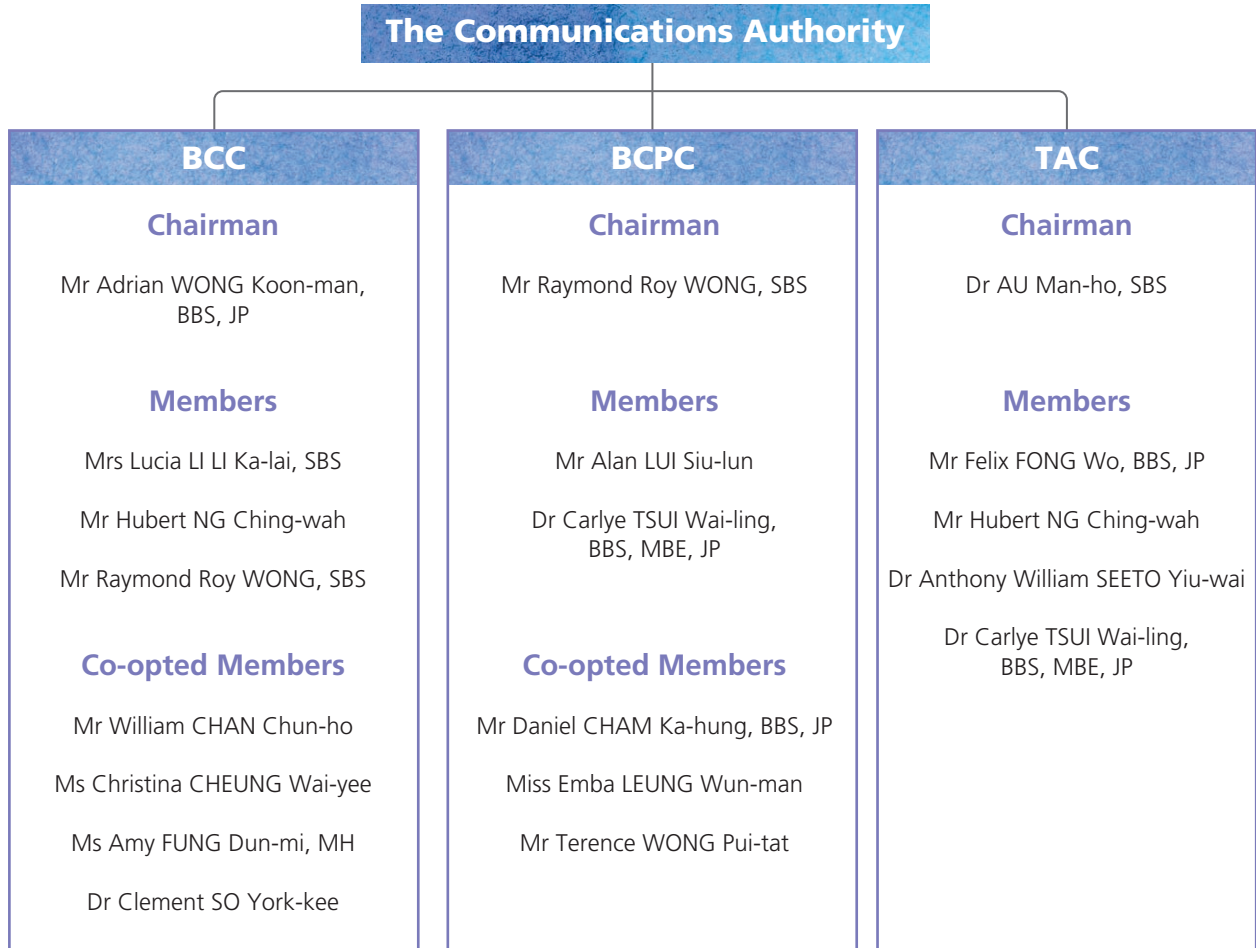 The Communications Authority
BCC
Chairman
Mr Adrian WONG Koon-man,
BBS, JP
Members
Mrs Lucia LI LI Ka-lai, SBS
Mr Hubert NG Ching-wah
Mr Raymond Roy WONG, SBS
Co-opted Members
Mr William CHAN Chun-ho
Ms Christina CHEUNG Wai-yee
Ms Amy FUNG Dun-mi, MH
Dr Clement SO York-kee
BCPC
Chairman
Mr Raymond Roy WONG, SBS
Members
Mr Alan LUI Siu-lun
Dr Carlye TSUI Wai-ling,
BBS, MBE, JP
Co-opted Members
Mr Daniel CHAM Ka-hung, BBS, JP
Miss Emba LEUNG Wun-man
Mr Terence WONG Pui-tat
TAC
Chairman
Dr AU Man-ho, SBS
Members
Mr Felix FONG Wo, BBS, JP
Mr Hubert NG Ching-wah
Dr Anthony William SEETO Yiu-wai
Dr Carlye TSUI Wai-ling,
BBS, MBE, JP